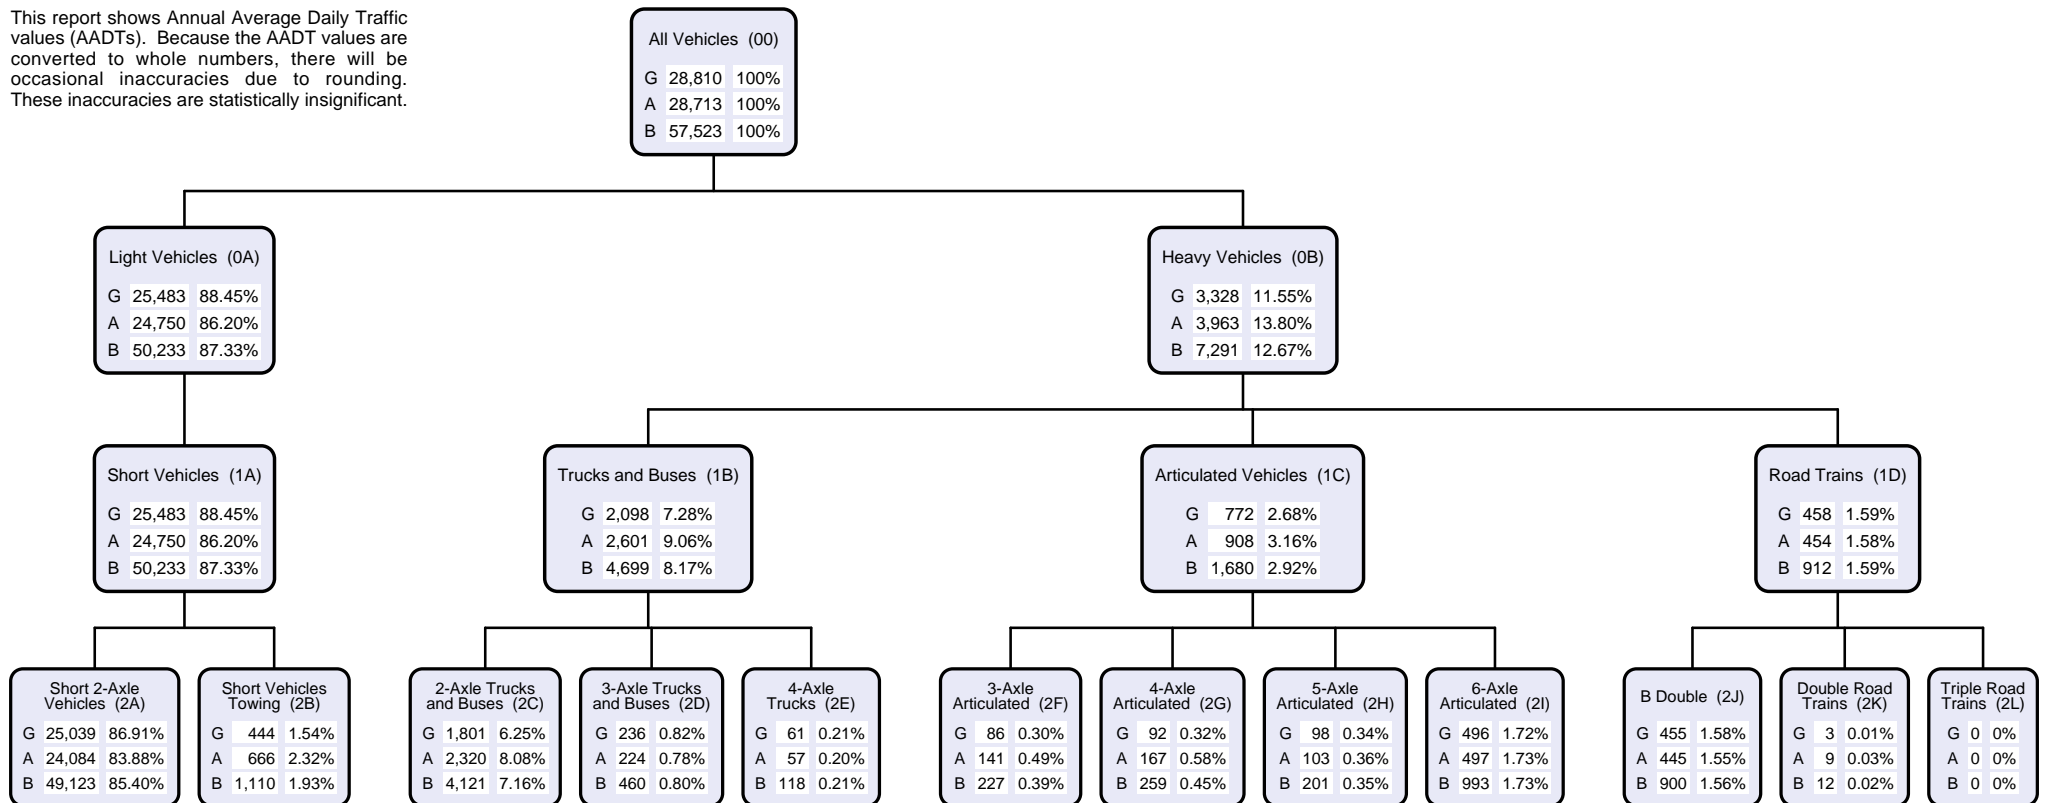 This report shows Annual Average Daily Traffic
values (AADTs). Because the AADT values are
converted to whole numbers, there will be
occasional inaccuracies due to rounding.
These inaccuracies are statistically insignificant.
All Vehicles (00)
G 28,810 100%
A 28,713 100%
B 57,523 100%
Light Vehicles (0A)
G 25,483 88.45%
A 24,750 86.20%
B 50,233 87.33%
Heavy Vehicles (0B)
G 3,328 11.55%
A 3,963 13.80%
B 7,291 12.67%
Short Vehicles (1A)
G 25,483 88.45%
A 24,750 86.20%
B 50,233 87.33%
Trucks and Buses (1B)
G 2,098 7.28%
A 2,601 9.06%
B 4,699 8.17%
Articulated Vehicles (1C)
G 772 2.68%
A 908 3.16%
B 1,680 2.92%
Road Trains (1D)
G 458 1.59%
A 454 1.58%
B 912 1.59%
Short 2-Axle
Vehicles (2A)
G 25,039 86.91%
A 24,084 83.88%
B 49,123 85.40%
Short Vehicles
Towing (2B)
G 444 1.54%
A 666 2.32%
B 1,110 1.93%
2-Axle Trucks
and Buses (2C)
G 1,801 6.25%
A 2,320 8.08%
B 4,121 7.16%
3-Axle Trucks
and Buses (2D)
G 236 0.82%
A 224 0.78%
B 460 0.80%
4-Axle
Trucks (2E)
G 61 0.21%
A 57 0.20%
B 118 0.21%
3-Axle
Articulated (2F)
G 86 0.30%
A 141 0.49%
B 227 0.39%
4-Axle
Articulated (2G)
G 92 0.32%
A 167 0.58%
B 259 0.45%
5-Axle
Articulated (2H)
G 98 0.34%
A 103 0.36%
B 201 0.35%
6-Axle
Articulated (2I)
G 496 1.72%
A 497 1.73%
B 993 1.73%
B Double (2J)
G 455 1.58%
A 445 1.55%
B 900 1.56%
Double Road
Trains (2K)
G 3 0.01%
A 9 0.03%
B 12 0.02%
Triple Road
Trains (2L)
G 0 0%
A 0 0%
B 0 0%